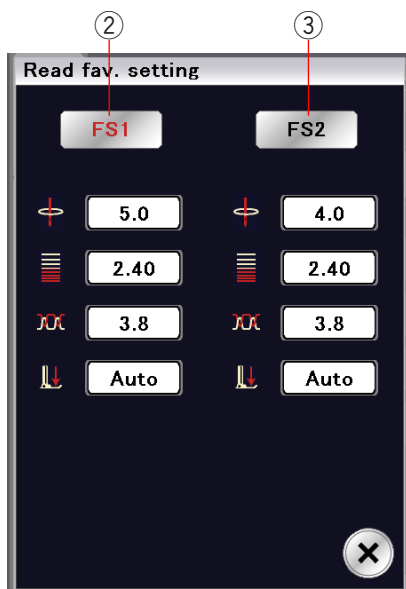 ② ③
Read fav. setting
FS1 FS2
5.0 4.0
2.40 2.40
3.8 3.8
Auto Auto